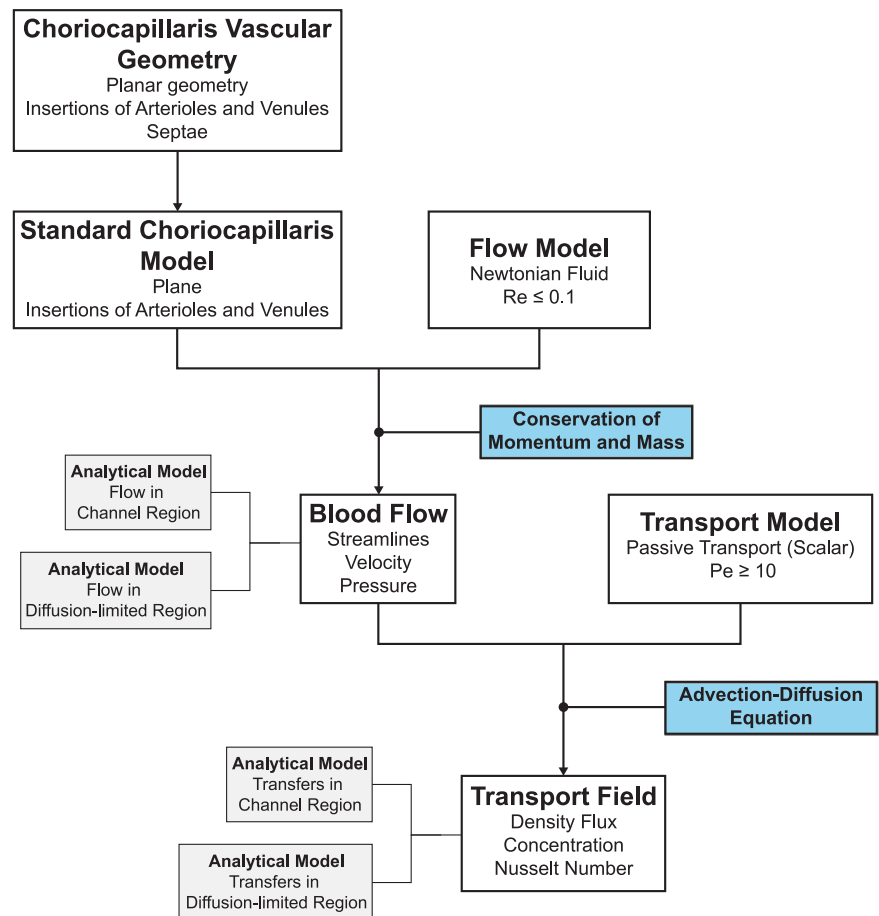 Choriocapillaris Vascular
Geometry
Planar geometry
Insertions of Arterioles and Venules
Septae
Standard Choriocapillaris
Model
Plane
Insertions of Arterioles and Venules
Flow Model
Newtonian Fluid
Re ≤ 0.1
Conservation of
Momentum and Mass
Analytical Model
Flow in
Channel Region
Analytical Model
Flow in
Diffusion-limited Region
Blood Flow
Streamlines
Velocity
Pressure
Transport Model
Passive Transport (Scalar)
Pe ≥ 10
Advection-Diffusion
Equation
Analytical Model
Transfers in
Channel Region
Analytical Model
Transfers in
Diffusion-limited Region
Transport Field
Density Flux
Concentration
Nusselt Number